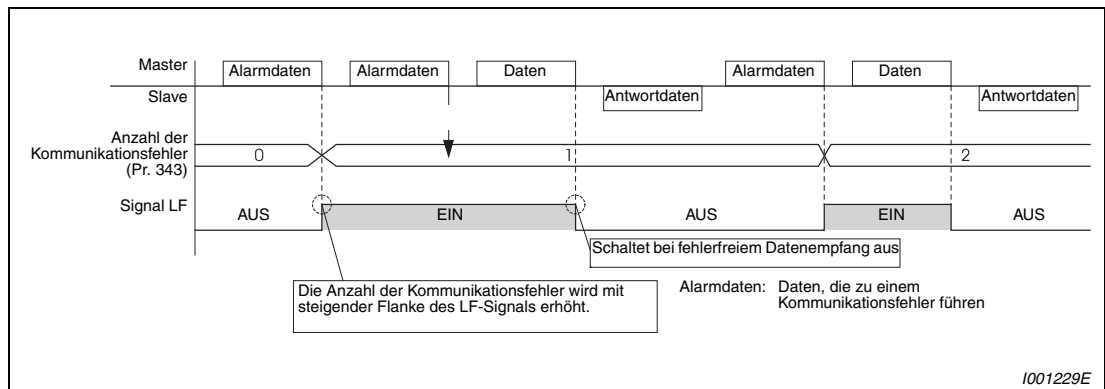 Master
Alarmdaten
Alarmdaten
Daten
Alarmdaten
Daten
Slave
Antwortdaten
Antwortdaten
Anzahl der
Kommunikationsfehler
(Pr. 343)
0
1
2
Signal LF
AUS
EIN
AUS
EIN
AUS
Schaltet bei fehlerfreiem Datenempfang aus
Die Anzahl der Kommunikationsfehler wird mit
steigender Flanke des LF-Signals erhöht.
Alarmdaten: Daten, die zu einem
Kommunikationsfehler führen
I001229E